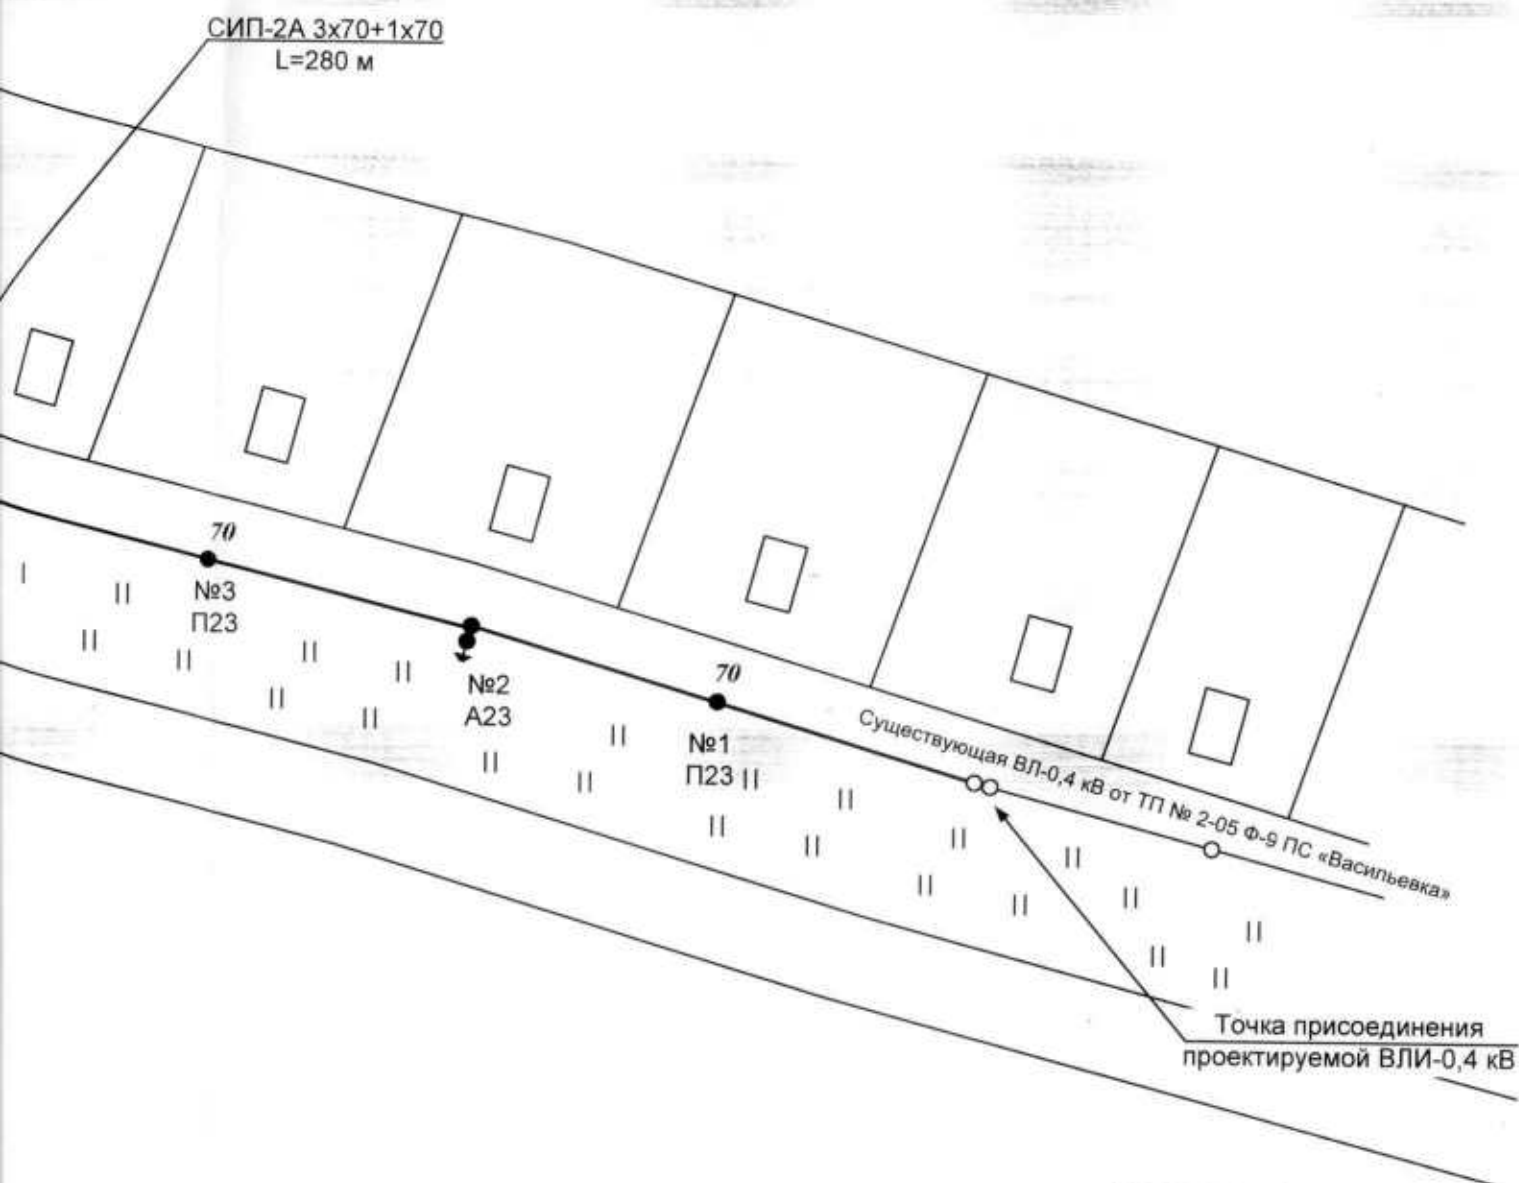 СИП-2А 3х70+1х70
L=280 м
70
№3
П23
№2
А23
70
№1
П23
Существующая ВЛ-0,4 кВ от ТП № 2-05 Ф-9 ПС «Васильевка»
Точка присоединения
проектируемой ВЛИ-0,4 кВ